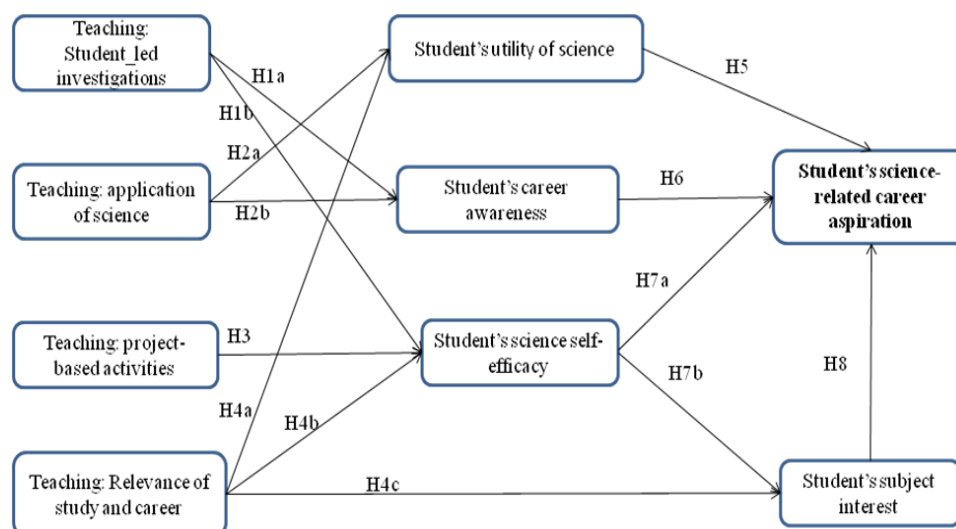 Teaching:
Student_led
investigations
Student's utility of science
H5
H1a
H1b
H2a
Teaching: application
of science
H2b
Student's career
awareness
H6
Student's science-
related career
aspiration
H7a
Teaching: project-
based activities
H3
Student's science self-
efficacy
H7b
H8
H4a
H4b
Teaching: Relevance of
study and career
H4c
Student's subject
interest